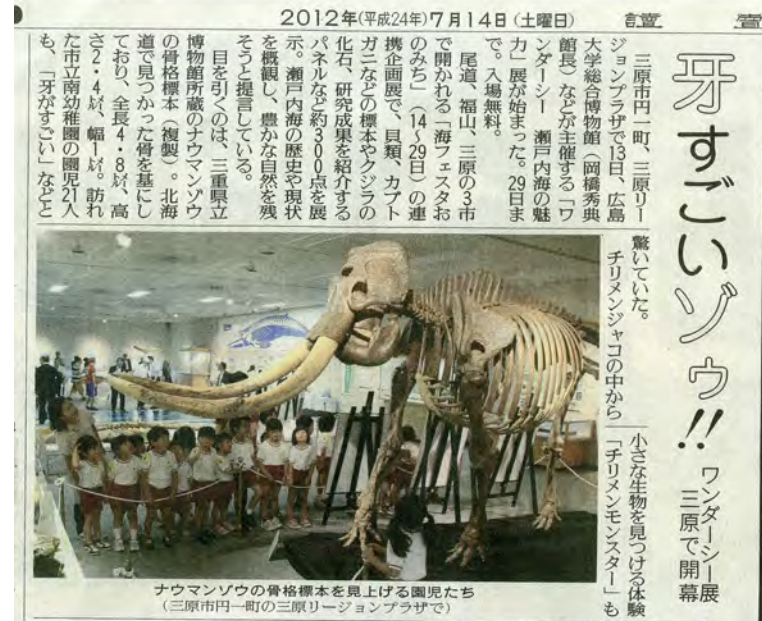 2012年(平成24年)7月14日(土曜日)
讀 賣
牙すごいゾウ!!
ワンダーシー展
三原で開幕
三原市円一町、三原リー
ジョンプラザで13日、広島
大学総合博物館(岡橋秀典
館長)などが主催する「ワ
ンダーシー 瀬戸内海の魅
力」展が始まった。29日ま
で。入場無料。
尾道、福山、三原の3市
で開かれる「海フェスタお
のみち」(14〜29日)の連
携企画展で、貝類、カブト
ガニなどの標本やクジラの
化石、研究成果を紹介する
パネルなど約300点を展
示。瀬戸内海の歴史や現状
を概観し、豊かな自然を残
そうと提言している。
目を引くのは、三重県立
博物館所蔵のナウマンゾウ
の骨格標本(複製)。北海
道で見つかった骨を基にし
ており、全長4・8㍍、高
さ2・4㍍、幅1㍍。訪れ
た市立南幼稚園の園児21人
も、「牙がすごい」などと
驚いていた。
チリメンジャコの中から
小さな生物を見つける体験
「チリメンモンスター」も
ナウマンゾウの骨格標本を見上げる園児たち
(三原市円一町の三原リージョンプラザで)